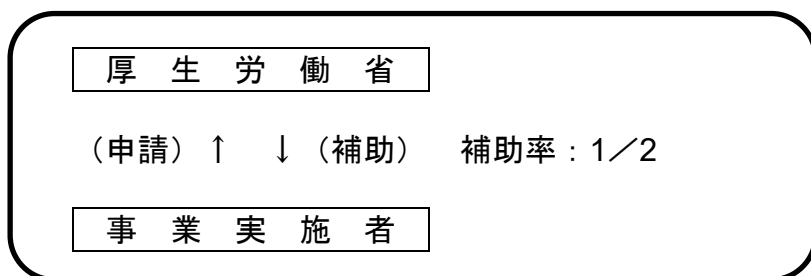 厚 生 労 働 省
（申請）↑ ↓（補助） 補助率：1／2
事 業 実 施 者